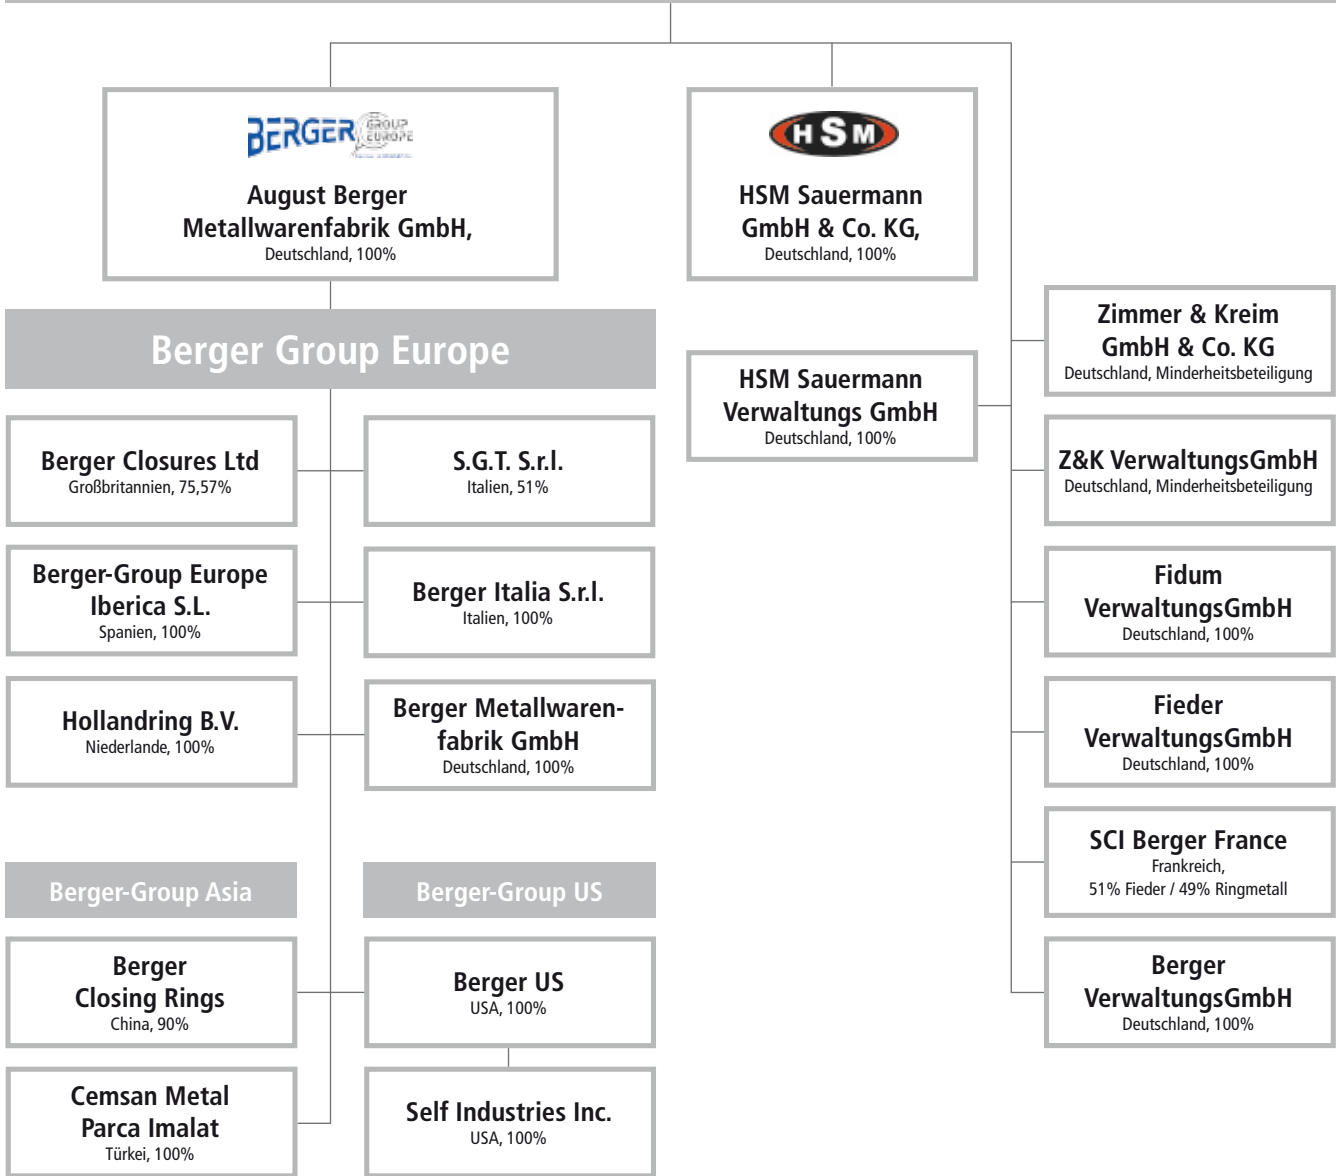 BERGER GROUP EUROPE
August Berger
Metallwarenfabrik GmbH,
Deutschland, 100%
HSM
HSM Sauermann
GmbH & Co. KG,
Deutschland, 100%
Berger Group Europe
HSM Sauermann
Verwaltungs GmbH
Deutschland, 100%
Berger Closures Ltd
Großbritannien, 75,57%
S.G.T. S.r.l.
Italien, 51%
Berger-Group Europe
Iberica S.L.
Spanien, 100%
Berger Italia S.r.l.
Italien, 100%
Hollandring B.V.
Niederlande, 100%
Berger Metallwaren-
fabrik GmbH
Deutschland, 100%
Berger-Group Asia
Berger-Group US
Berger
Closing Rings
China, 90%
Berger US
USA, 100%
Cemsan Metal
Parca Imalat
Türkei, 100%
Self Industries Inc.
USA, 100%
Zimmer & Kreim
GmbH & Co. KG
Deutschland, Minderheitsbeteiligung
Z&K VerwaltungsGmbH
Deutschland, Minderheitsbeteiligung
Fidum
VerwaltungsGmbH
Deutschland, 100%
Fieder
VerwaltungsGmbH
Deutschland, 100%
SCI Berger France
Frankreich,
51% Fieder / 49% Ringmetall
Berger
VerwaltungsGmbH
Deutschland, 100%